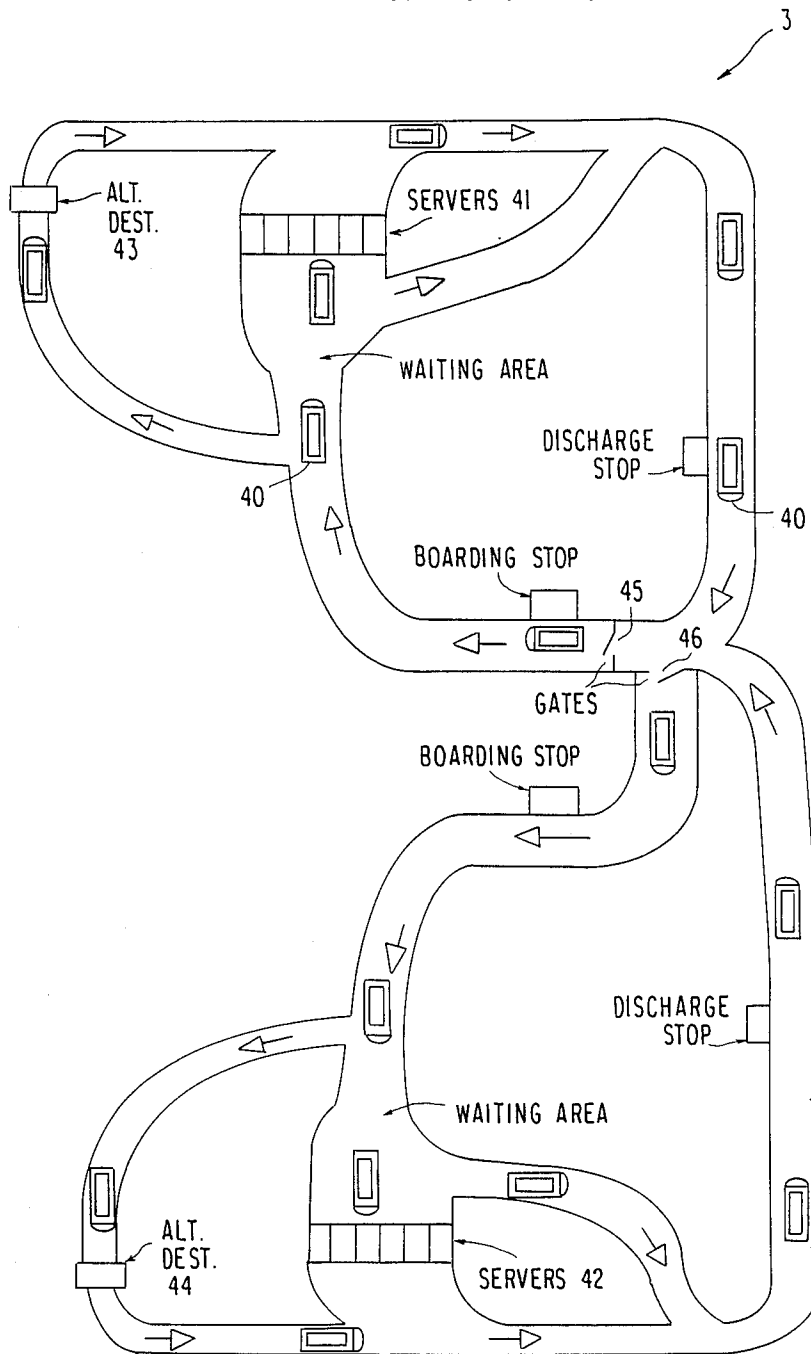 3
ALT.
DEST.
43
SERVERS 41
WAITING AREA
40
DISCHARGE
STOP
40
BOARDING STOP
45
46
GATES
BOARDING STOP
DISCHARGE
STOP
WAITING AREA
ALT.
DEST.
44
SERVERS 42